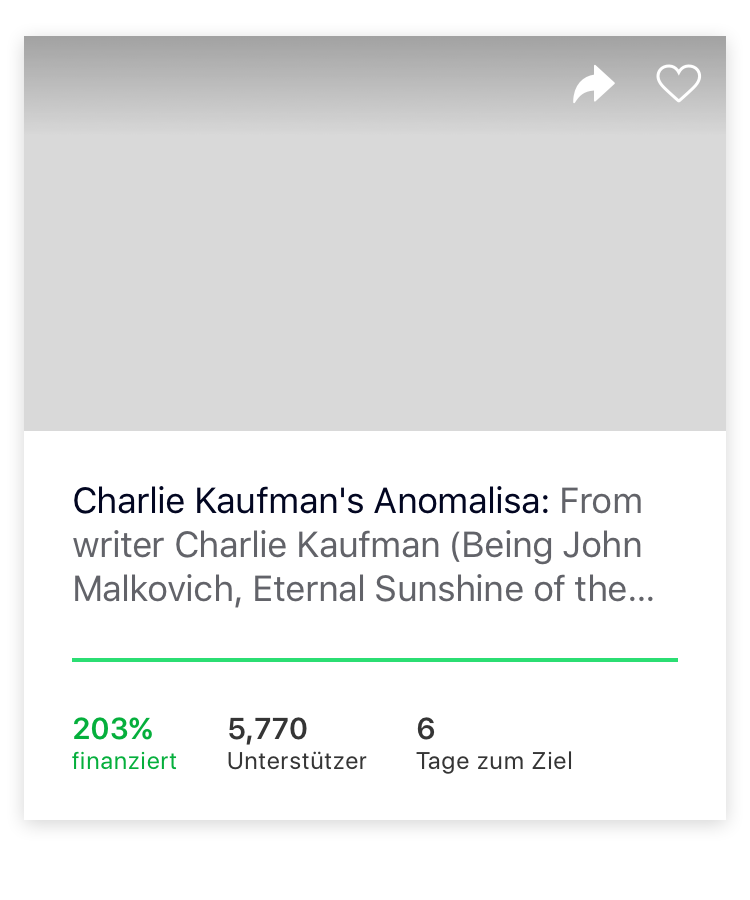 Charlie Kaufman's Anomalisa: From
writer Charlie Kaufman (Being John
Malkovich, Eternal Sunshine of the...
203% 5,770 6
finanziert Unterstützer Tage zum Ziel